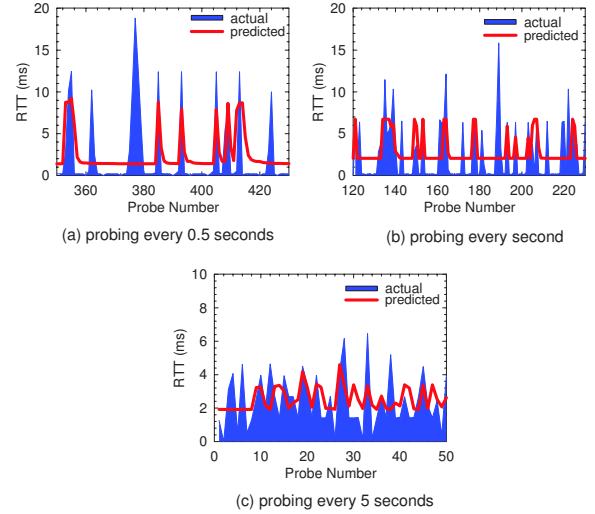 20
15
10
5
0
RTT (ms)
actual
predicted
360 380 400 420
Probe Number
(a) probing every 0.5 seconds
20
15
10
5
0
RTT (ms)
actual
predicted
120 140 160 180 200 220
Probe Number
(b) probing every second
10
8
6
4
2
0
RTT (ms)
actual
predicted
0 10 20 30 40 50
Probe Number
(c) probing every 5 seconds